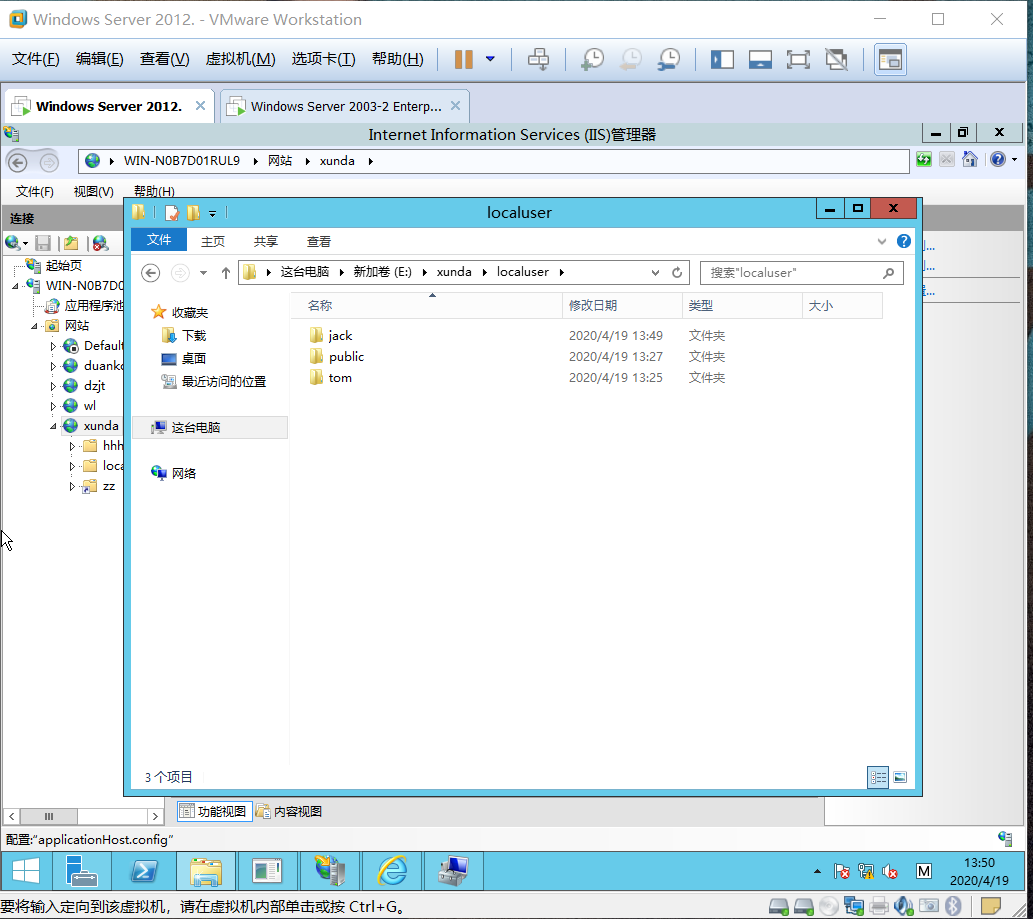 Windows Server 2012. - VMware Workstation
文件(F) 编辑(E) 查看(V) 虚拟机(M) 选项卡(T) 帮助(H)
Windows Server 2012. Windows Server 2003-2 Enterp...
Internet Information Services (IIS)管理器
WIN-N0B7D01RUL9 网站 xunda
文件(F) 视图(V) 帮助(H)
连接
起始页
WIN-N0B7D0
应用程序池
网站
Default
duank
dzjt
wl
xunda
hhh
loca
zz
localuser
文件 主页 共享 查看
这台电脑 新加卷 (E:) xunda localuser
搜索"localuser"
收藏夹
下载
桌面
最近访问的位置
这台电脑
网络
名称 修改日期 类型 大小
jack 2020/4/19 13:49 文件夹
public 2020/4/19 13:27 文件夹
tom 2020/4/19 13:25 文件夹
3 个项目
功能视图 内容视图
配置:"applicationHost.config"
M
13:50
2020/4/19
要将输入定向到该虚拟机，请在虚拟机内部单击或按 Ctrl+G。